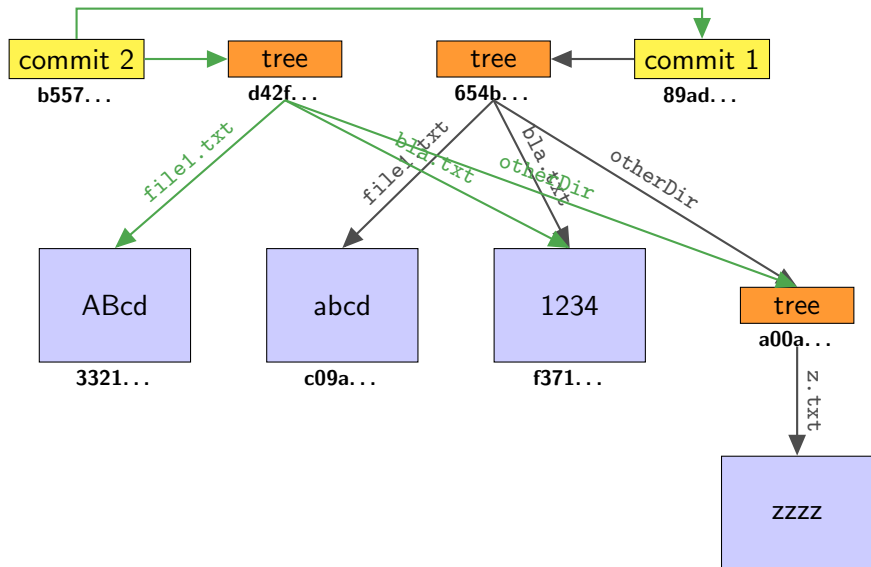 commit 2
tree
tree
commit 1
b557...
d42f...
654b...
89ad...
file1.txt
bla.txt
otherDir
file1.txt
bla.txt
otherDir
ABcd
abcd
1234
tree
3321...
c09a...
f371...
a00a...
z.txt
zzzz